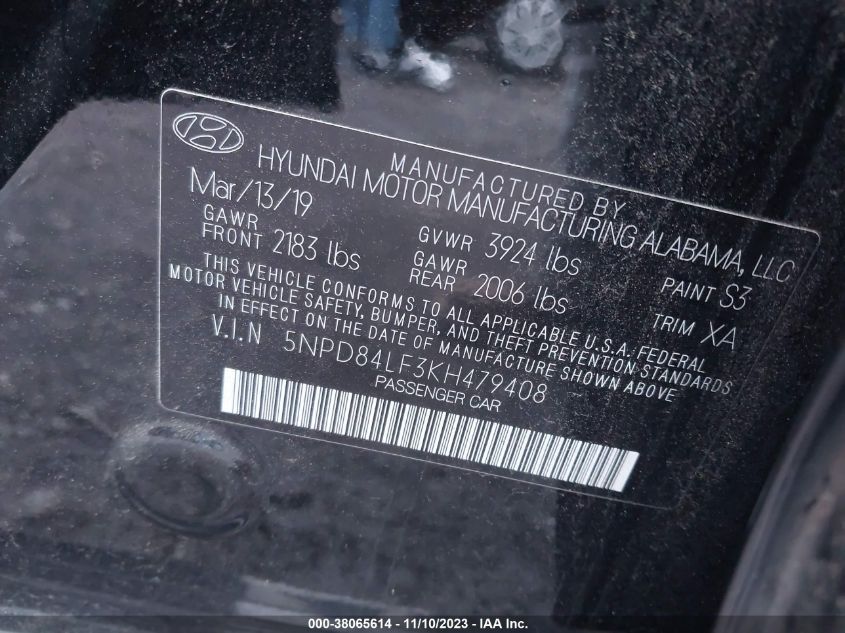 MANUFACTURED BY
HYUNDAI MOTOR MANUFACTURING ALABAMA, LLC
Mar/13/19
GAWR FRONT 2183 lbs
GVWR 3924 lbs
GAWR REAR 2006 lbs
PAINT S3
TRIM XA
THIS VEHICLE CONFORMS TO ALL APPLICABLE U.S.A. FEDERAL
MOTOR VEHICLE SAFETY, BUMPER, AND THEFT PREVENTION STANDARDS
IN EFFECT ON THE DATE OF MANUFACTURE SHOWN ABOVE
V.I.N 5NPD84LF3KH479408
PASSENGER CAR
000-38065614 - 11/10/2023 - IAA Inc.